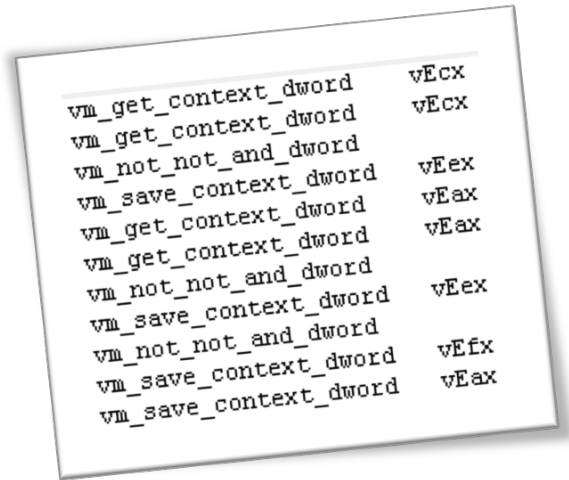 vm_get_context_dword vEcx
vm_get_context_dword vEcx
vm_not_not_and_dword
vm_save_context_dword vEex
vm_get_context_dword vEax
vm_get_context_dword vEax
vm_not_not_and_dword
vm_save_context_dword vEex
vm_not_not_and_dword
vm_save_context_dword vEfx
vm_save_context_dword vEax